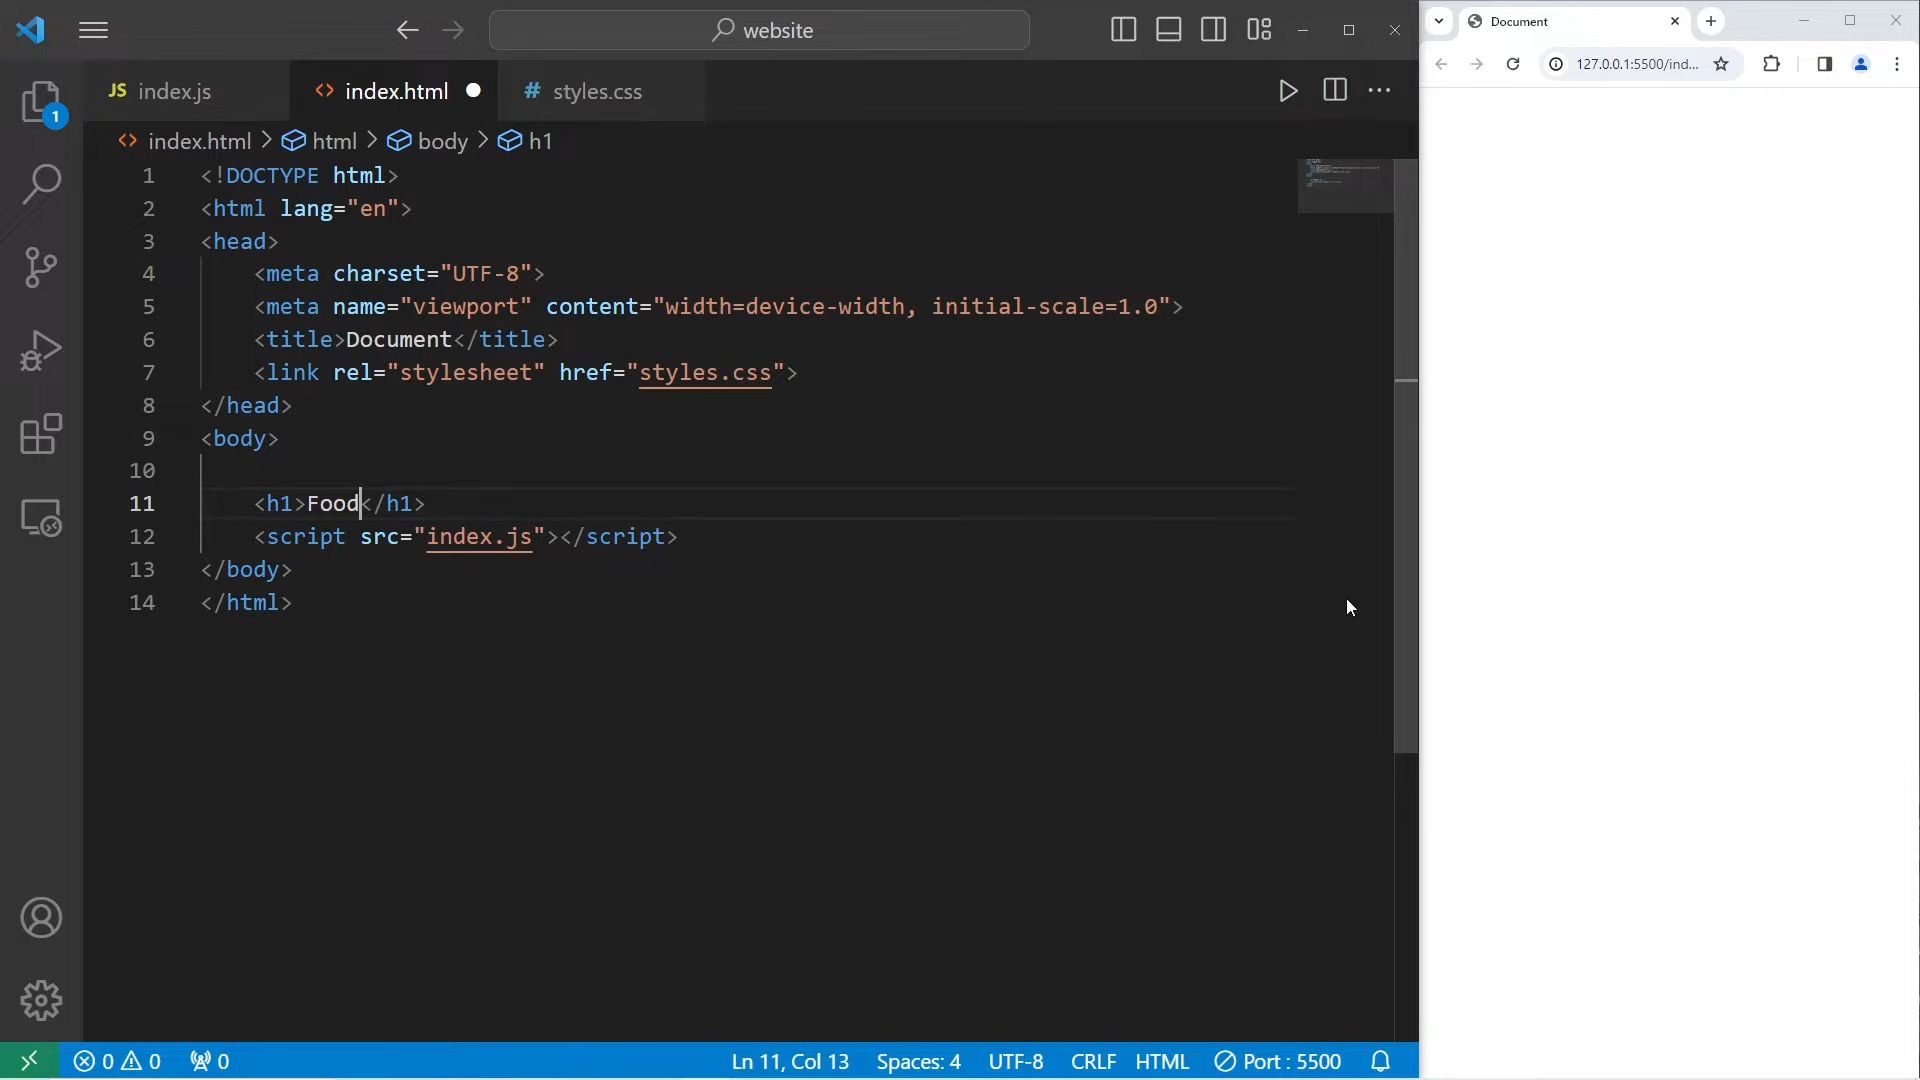 website
JS index.js
<> index.html
# styles.css
<> index.html > html > body > h1
1 <!DOCTYPE html>
2 <html lang="en">
3 <head>
4 <meta charset="UTF-8">
5 <meta name="viewport" content="width=device-width, initial-scale=1.0">
6 <title>Document</title>
7 <link rel="stylesheet" href="styles.css">
8 </head>
9 <body>
10
11 <h1>Food</h1>
12 <script src="index.js"></script>
13 </body>
14 </html>
1
0 0 0
Ln 11, Col 13
Spaces: 4
UTF-8
CRLF
HTML
Port : 5500
Document
127.0.0.1:5500/ind...